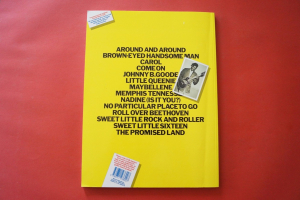 AROUND AND AROUND
BROWN-EYED HANDSOME MAN
CAROL
COME ON
JOHNNY B.GOODE
LITTLE QUEENIE
MAYBELLENE
MEMPHIS TENNESSEE
NADINE (IS IT YOU?)
NO PARTICULAR PLACE TO GO
ROLL OVER BEETHOVEN
SWEET LITTLE ROCK AND ROLLER
SWEET LITTLE SIXTEEN
THE PROMISED LAND